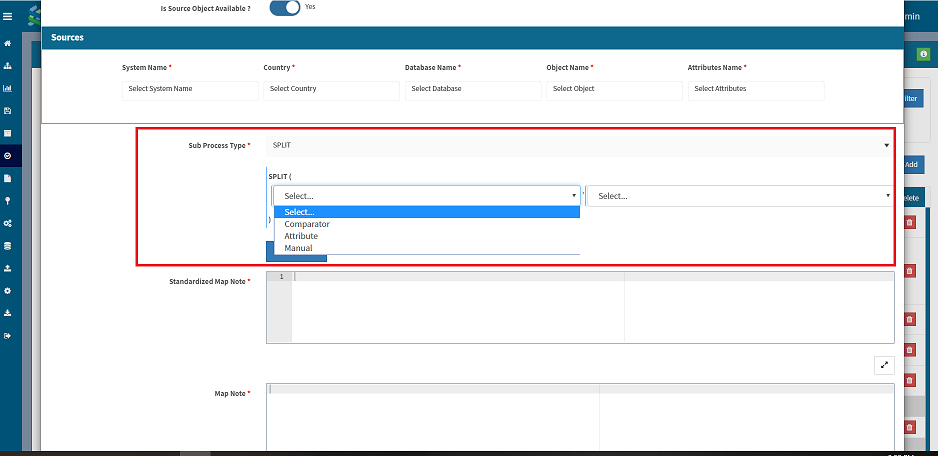 Is Source Object Available ? Yes
min
Sources
System Name * Country * Database Name * Object Name * Attributes Name *
Select System Name Select Country Select Database Select Object Select Attributes
ilter
Sub Process Type * SPLIT
Add
SPLIT (
Select... , Select...
elete
Select...
Comparator
)
Attribute
Manual
Standardized Map Note * 1
Map Note *